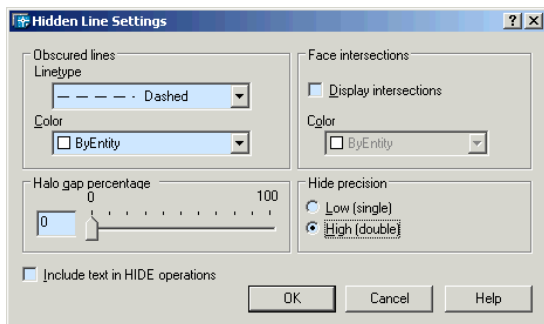 Hidden Line Settings
Obscured lines
Linetype
Dashed
Color
ByEntity
Face intersections
Display intersections
Color
ByEntity
Halo gap percentage
0 100
0
Hide precision
Low (single)
High (double)
Include text in HIDE operations
OK Cancel Help